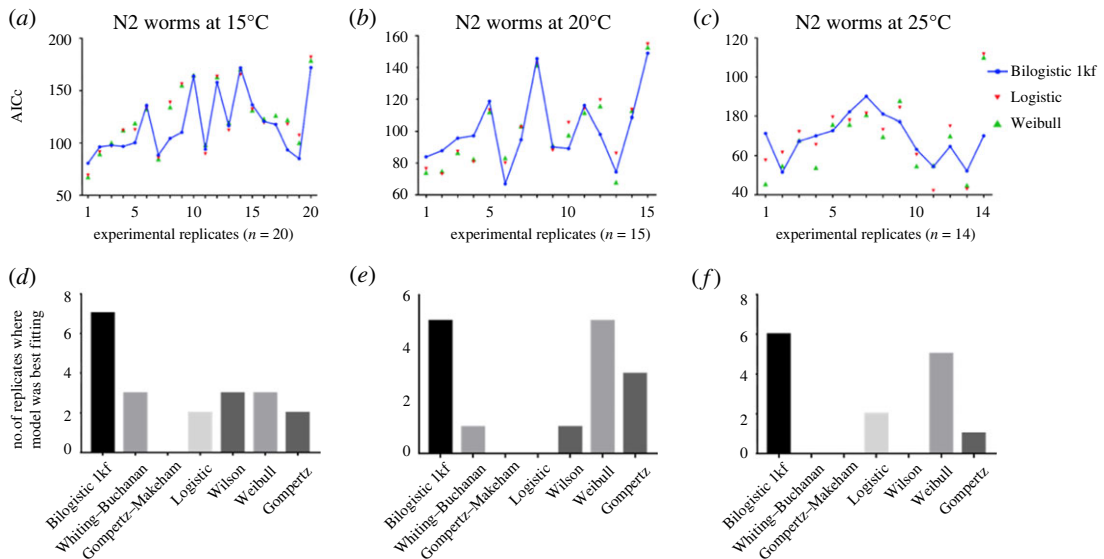 (a) N2 worms at 15°C
200
150
100
50
AICc
1 5 10 15 20
experimental replicates (n = 20)
(b) N2 worms at 20°C
160
140
120
100
80
60
1 5 10 15
experimental replicates (n = 15)
(c) N2 worms at 25°C
120
180
60
40
1 5 10 14
experimental replicates (n = 14)
Bilogistic 1kf
Logistic
Weibull
(d)
8
6
4
2
0
no.of replicates where
model was best fitting
Bilogistic 1kf
Whiting–Buchanan
Gompertz–Makeham
Logistic
Wilson
Weibull
Gompertz
(e)
6
4
2
0
Bilogistic 1kf
Whiting–Buchanan
Gompertz–Makeham
Logistic
Wilson
Weibull
Gompertz
(f)
8
6
4
2
0
Bilogistic 1kf
Whiting–Buchanan
Gompertz–Makeham
Logistic
Wilson
Weibull
Gompertz